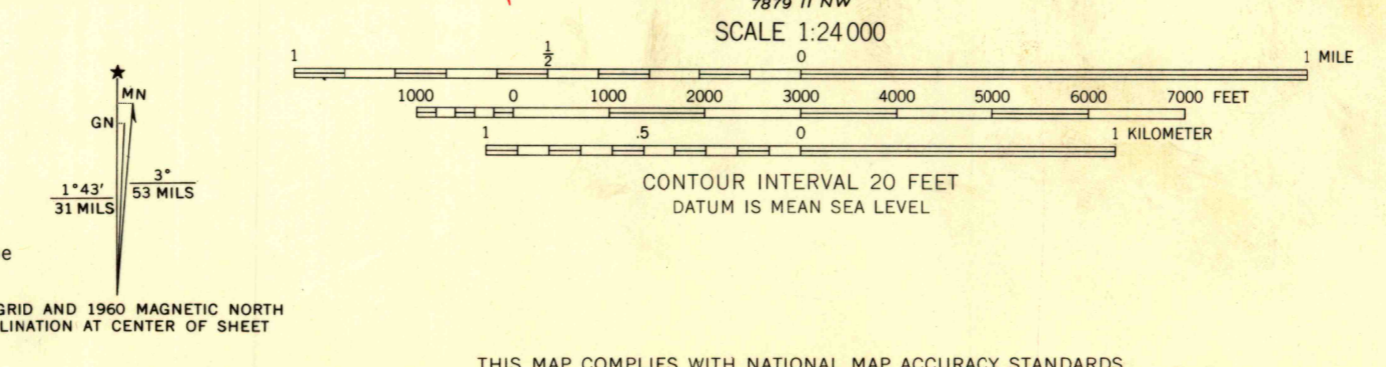 7879 II NW
SCALE 1:24 000
1 1/2 0 1 MILE
1000 0 1000 2000 3000 4000 5000 6000 7000 FEET
1 .5 0 1 KILOMETER
CONTOUR INTERVAL 20 FEET
DATUM IS MEAN SEA LEVEL
★
MN
GN
3°
53 MILS
1°43′
31 MILS
e
GRID AND 1960 MAGNETIC NORTH
LINATION AT CENTER OF SHEET
THIS MAP COMPLIES WITH NATIONAL MAP ACCURACY STANDARDS